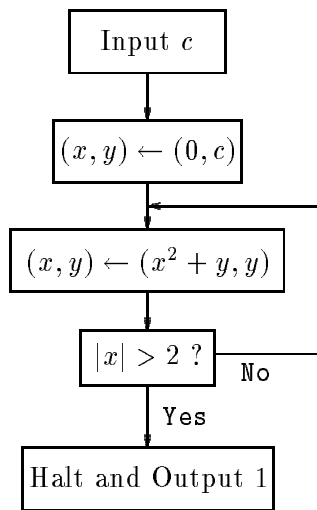 Input c
(x, y) ← (0, c)
(x, y) ← (x² + y, y)
|x| > 2 ?
No
Yes
Halt and Output 1